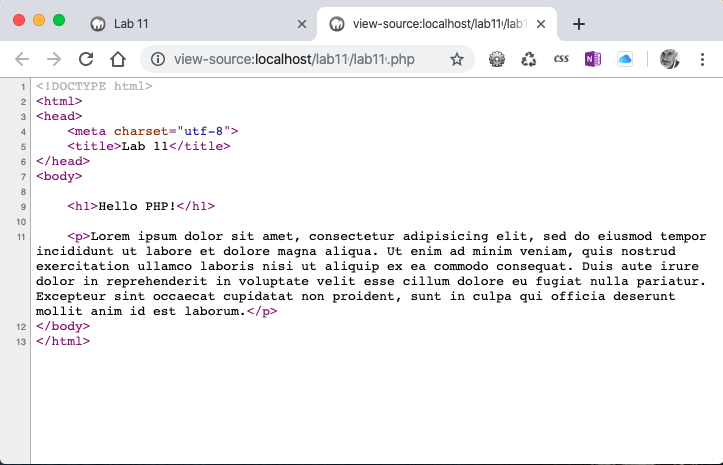 Lab 11
view-source:localhost/lab11/lab1
view-source:localhost/lab11/lab11.php
css
N
1 <!DOCTYPE html>
2 <html>
3 <head>
4 <meta charset="utf-8">
5 <title>Lab 11</title>
6 </head>
7 <body>
8
9 <h1>Hello PHP!</h1>
10
11 <p>Lorem ipsum dolor sit amet, consectetur adipisicing elit, sed do eiusmod tempor
incididunt ut labore et dolore magna aliqua. Ut enim ad minim veniam, quis nostrud
exercitation ullamco laboris nisi ut aliquip ex ea commodo consequat. Duis aute irure
dolor in reprehenderit in voluptate velit esse cillum dolore eu fugiat nulla pariatur.
Excepteur sint occaecat cupidatat non proident, sunt in culpa qui officia deserunt
mollit anim id est laborum.</p>
12 </body>
13 </html>